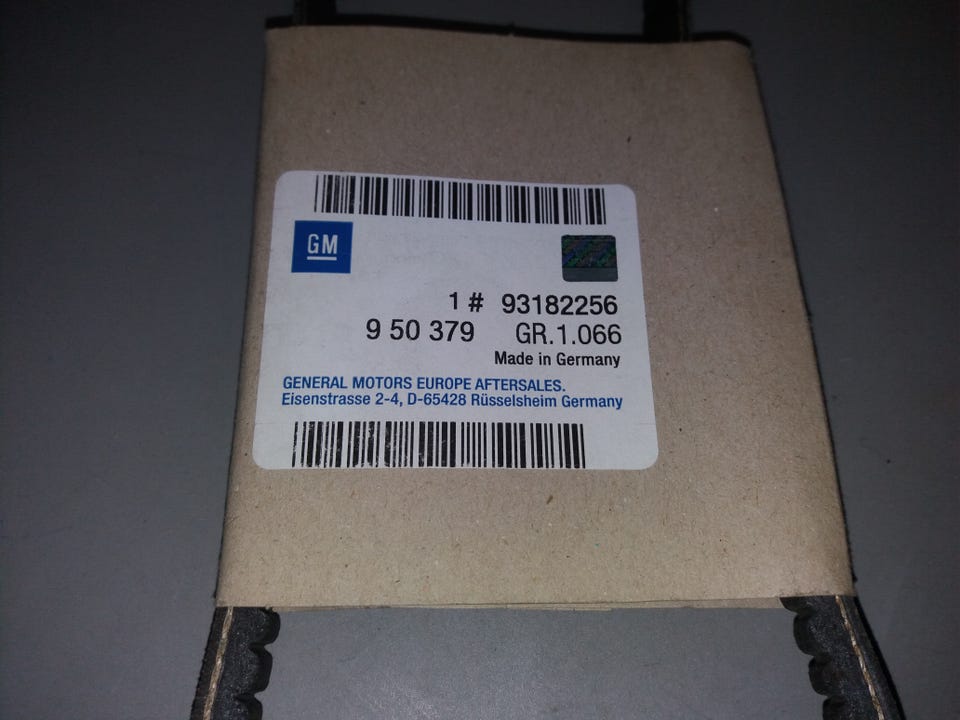 GM
1 # 93182256
9 50 379 GR.1.066
Made in Germany
GENERAL MOTORS EUROPE AFTERSALES.
Eisenstrasse 2-4, D-65428 Rüsselsheim Germany